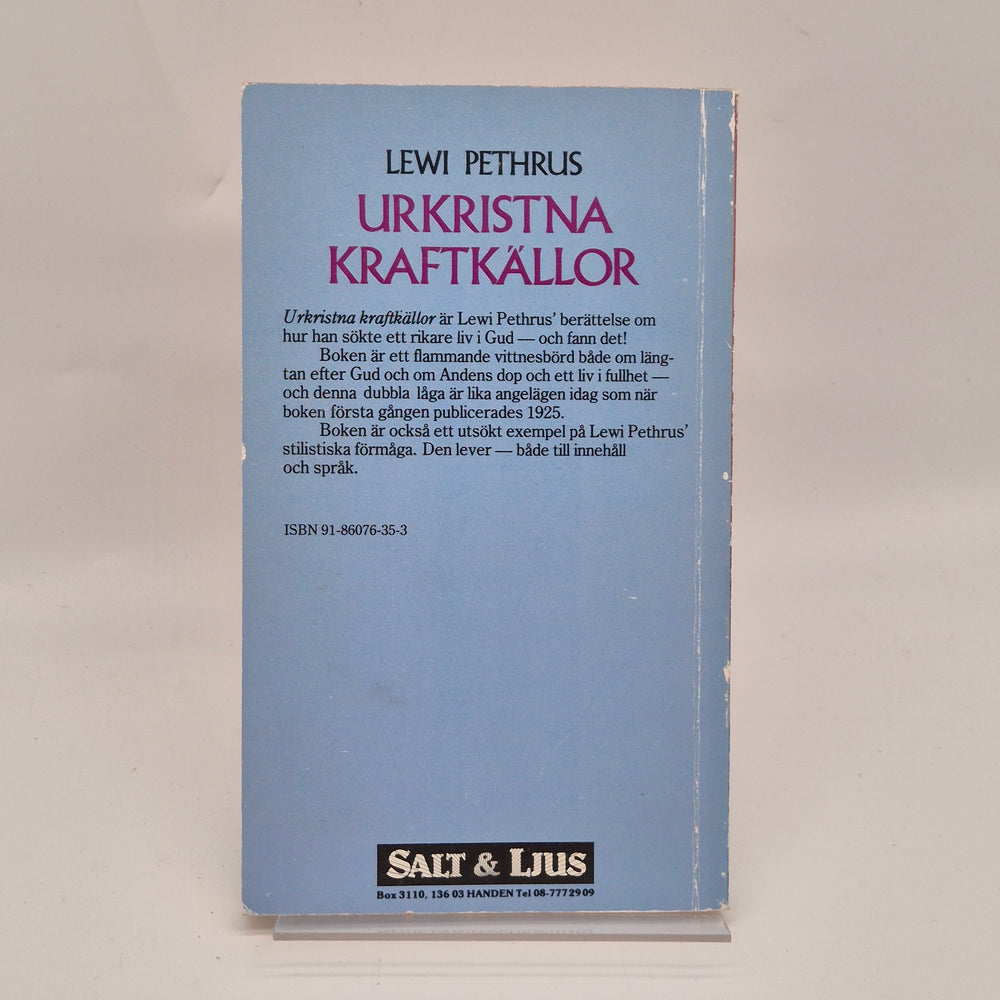 LEWI PETHRUS
URKRISTNA
KRAFTKÄLLOR
Urkristna kraftkällor är Lewi Pethrus' berättelse om
hur han sökte ett rikare liv i Gud — och fann det!
Boken är ett flammande vittnesbörd både om läng-
tan efter Gud och om Andens dop och ett liv i fullhet —
och denna dubbla låga är lika angelägen idag som när
boken första gången publicerades 1925.
Boken är också ett utsökt exempel på Lewi Pethrus'
stilistiska förmåga. Den lever — både till innehåll
och språk.
ISBN 91-86076-35-3
SALT & LJUS
Box 3110, 136 03 HANDEN Tel 08-777 29 09